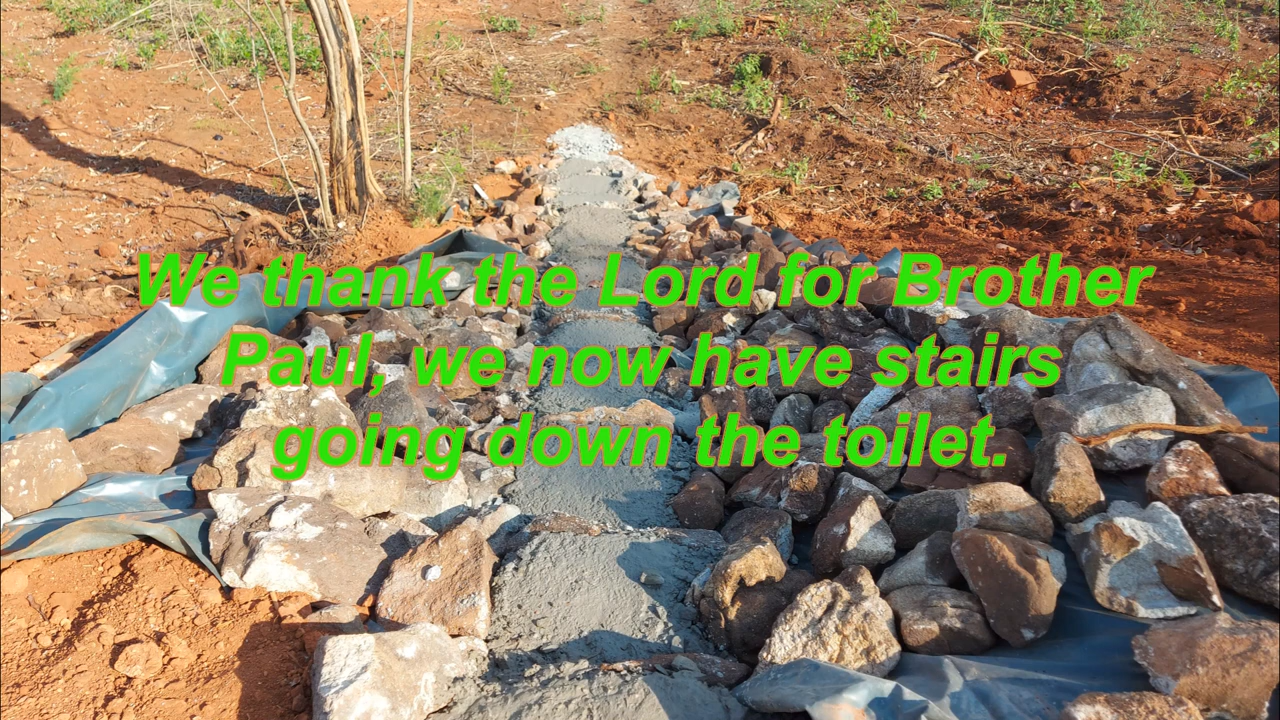 We thank the Lord for Brother
Paul, we now have stairs
going down the toilet.